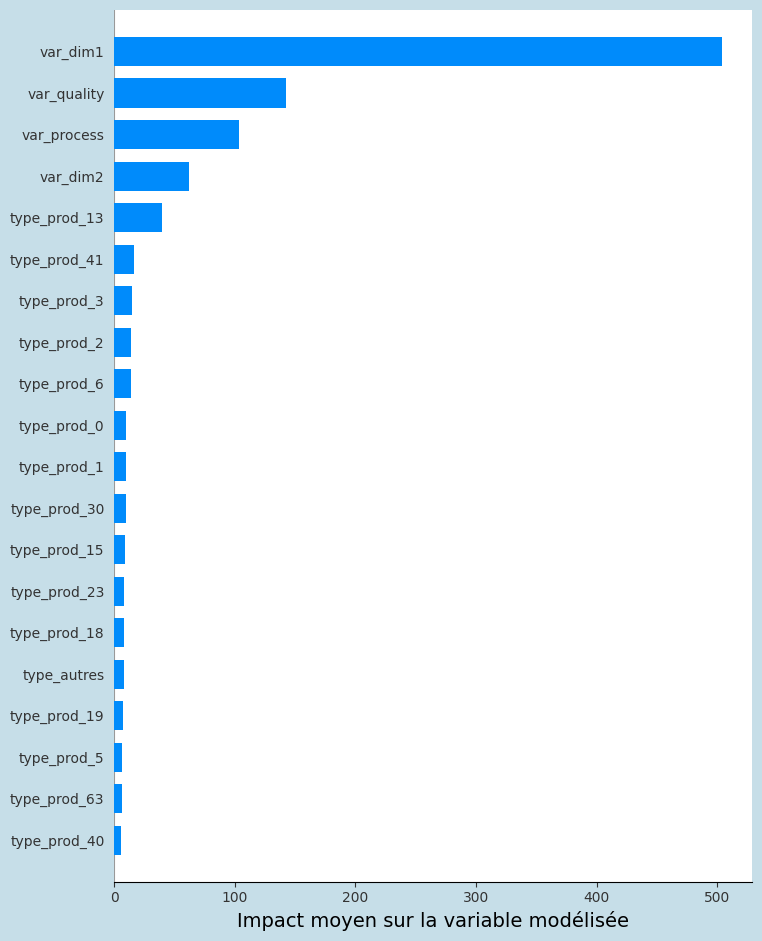 var_dim1
var_quality
var_process
var_dim2
type_prod_13
type_prod_41
type_prod_3
type_prod_2
type_prod_6
type_prod_0
type_prod_1
type_prod_30
type_prod_15
type_prod_23
type_prod_18
type_autres
type_prod_19
type_prod_5
type_prod_63
type_prod_40
0 100 200 300 400 500
Impact moyen sur la variable modélisée